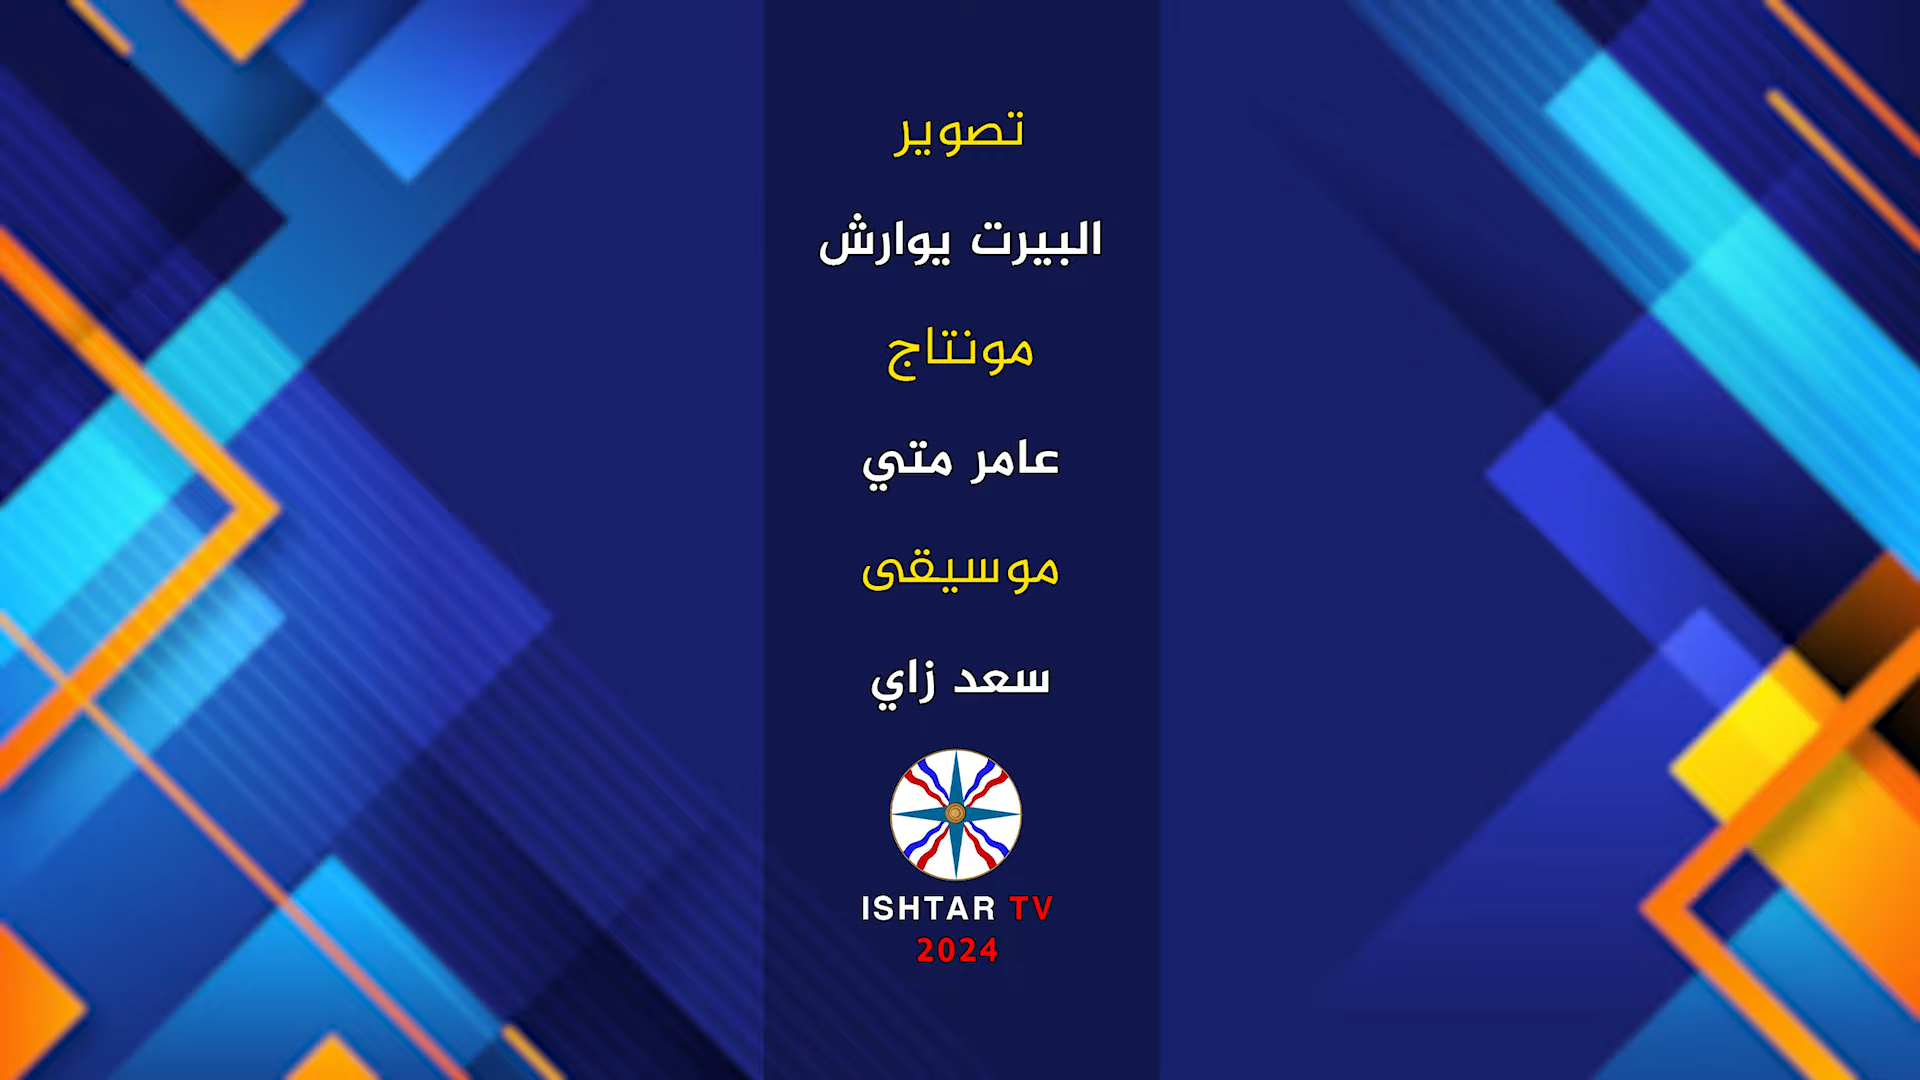 تصوير
البيرت يوارش
مونتاج
عامر متي
موسيقى
سعد زاي
ISHTAR TV
2024